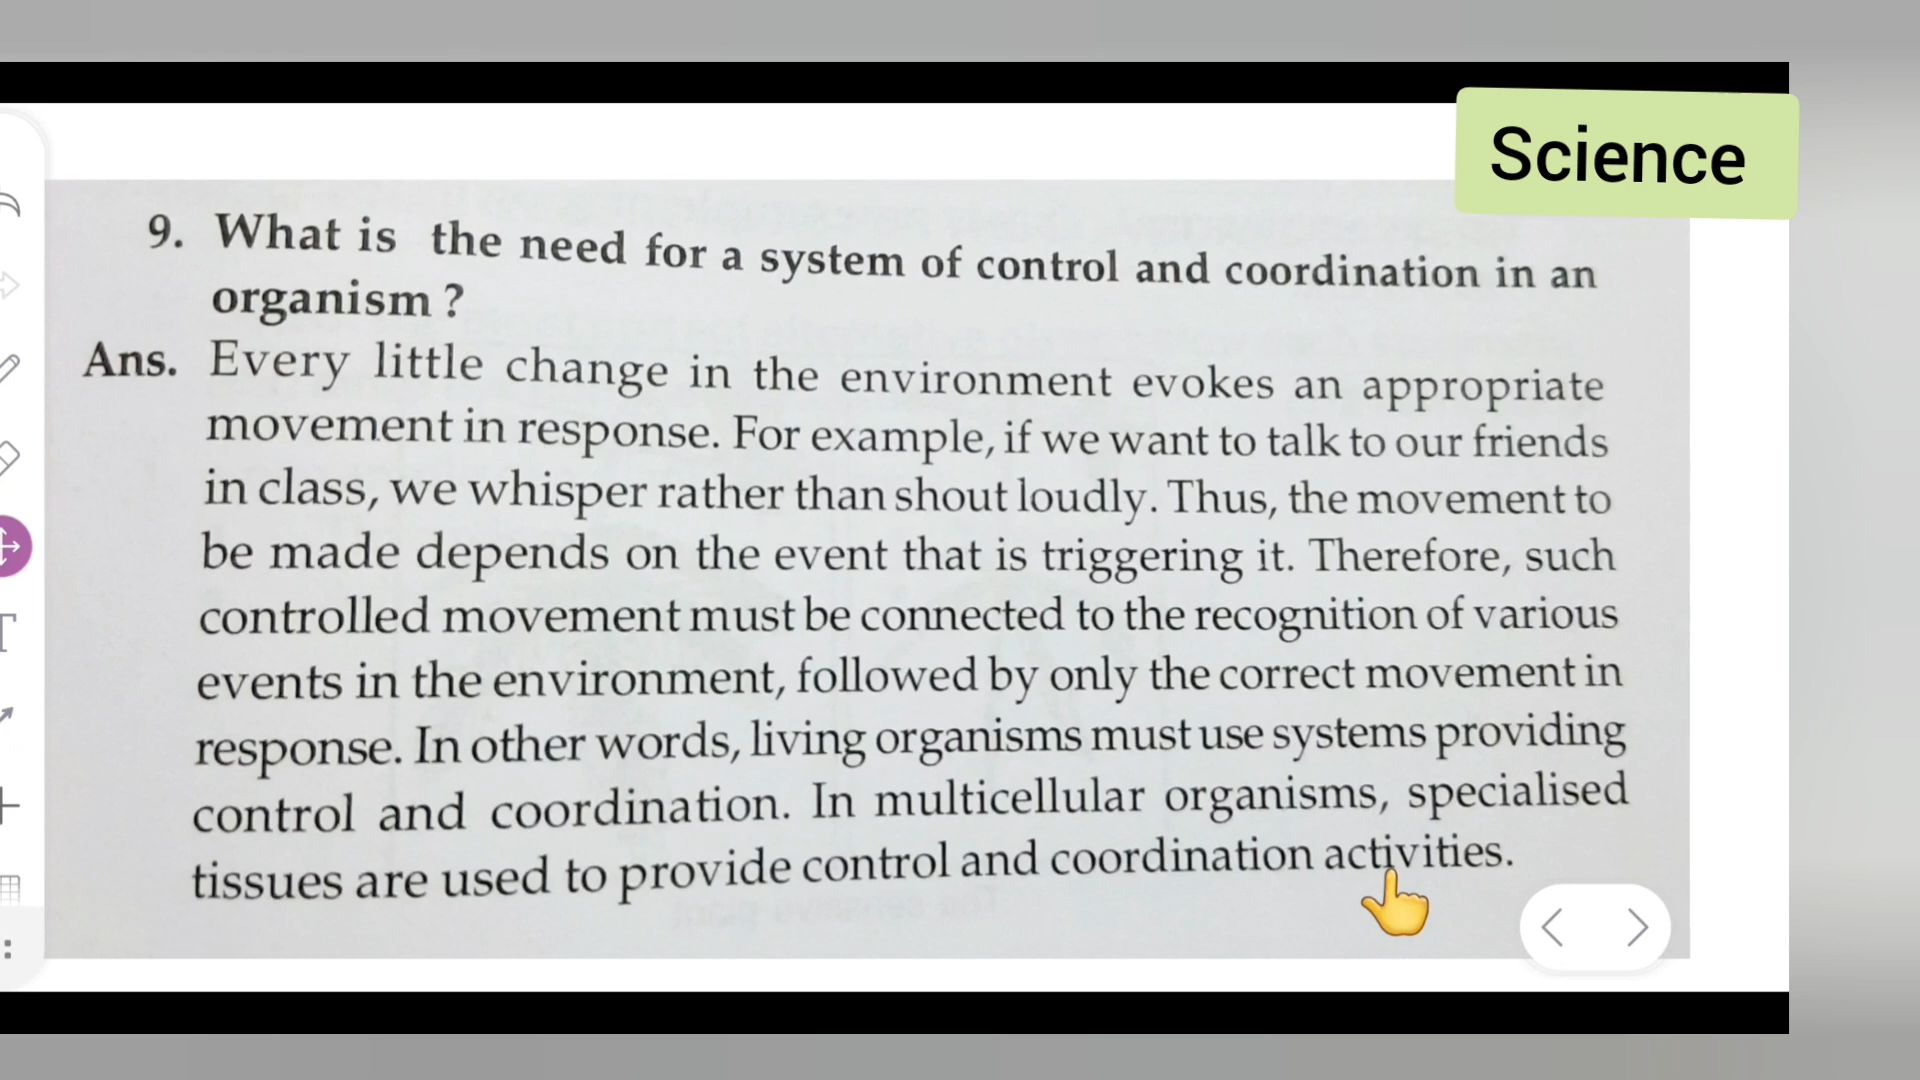 Science
9. What is the need for a system of control and coordination in an
organism ?
Ans. Every little change in the environment evokes an appropriate
movement in response. For example, if we want to talk to our friends
in class, we whisper rather than shout loudly. Thus, the movement to
be made depends on the event that is triggering it. Therefore, such
controlled movement must be connected to the recognition of various
events in the environment, followed by only the correct movement in
response. In other words, living organisms must use systems providing
control and coordination. In multicellular organisms, specialised
tissues are used to provide control and coordination activities.